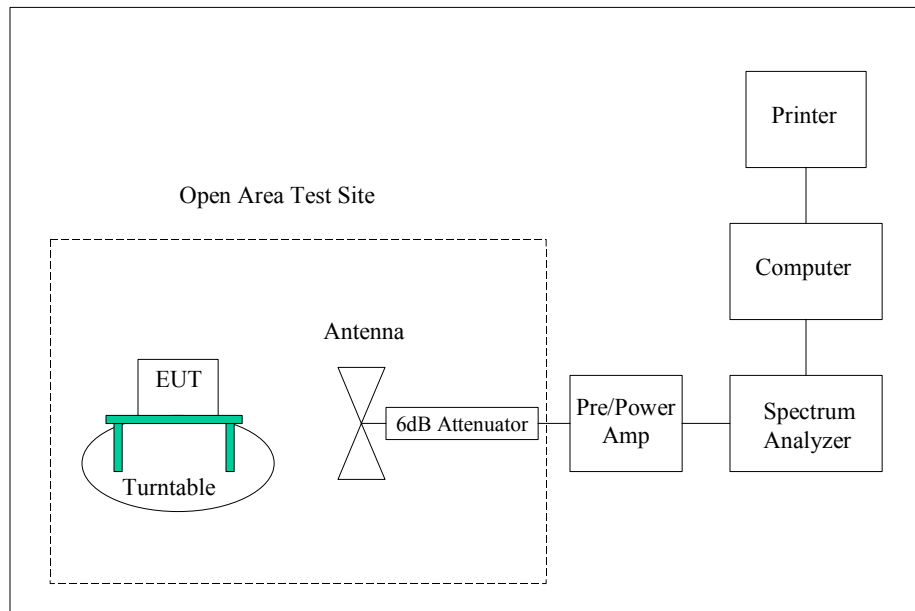 Printer
Open Area Test Site
Computer
Antenna
EUT
6dB Attenuator
Pre/Power
Amp
Spectrum
Analyzer
Turntable